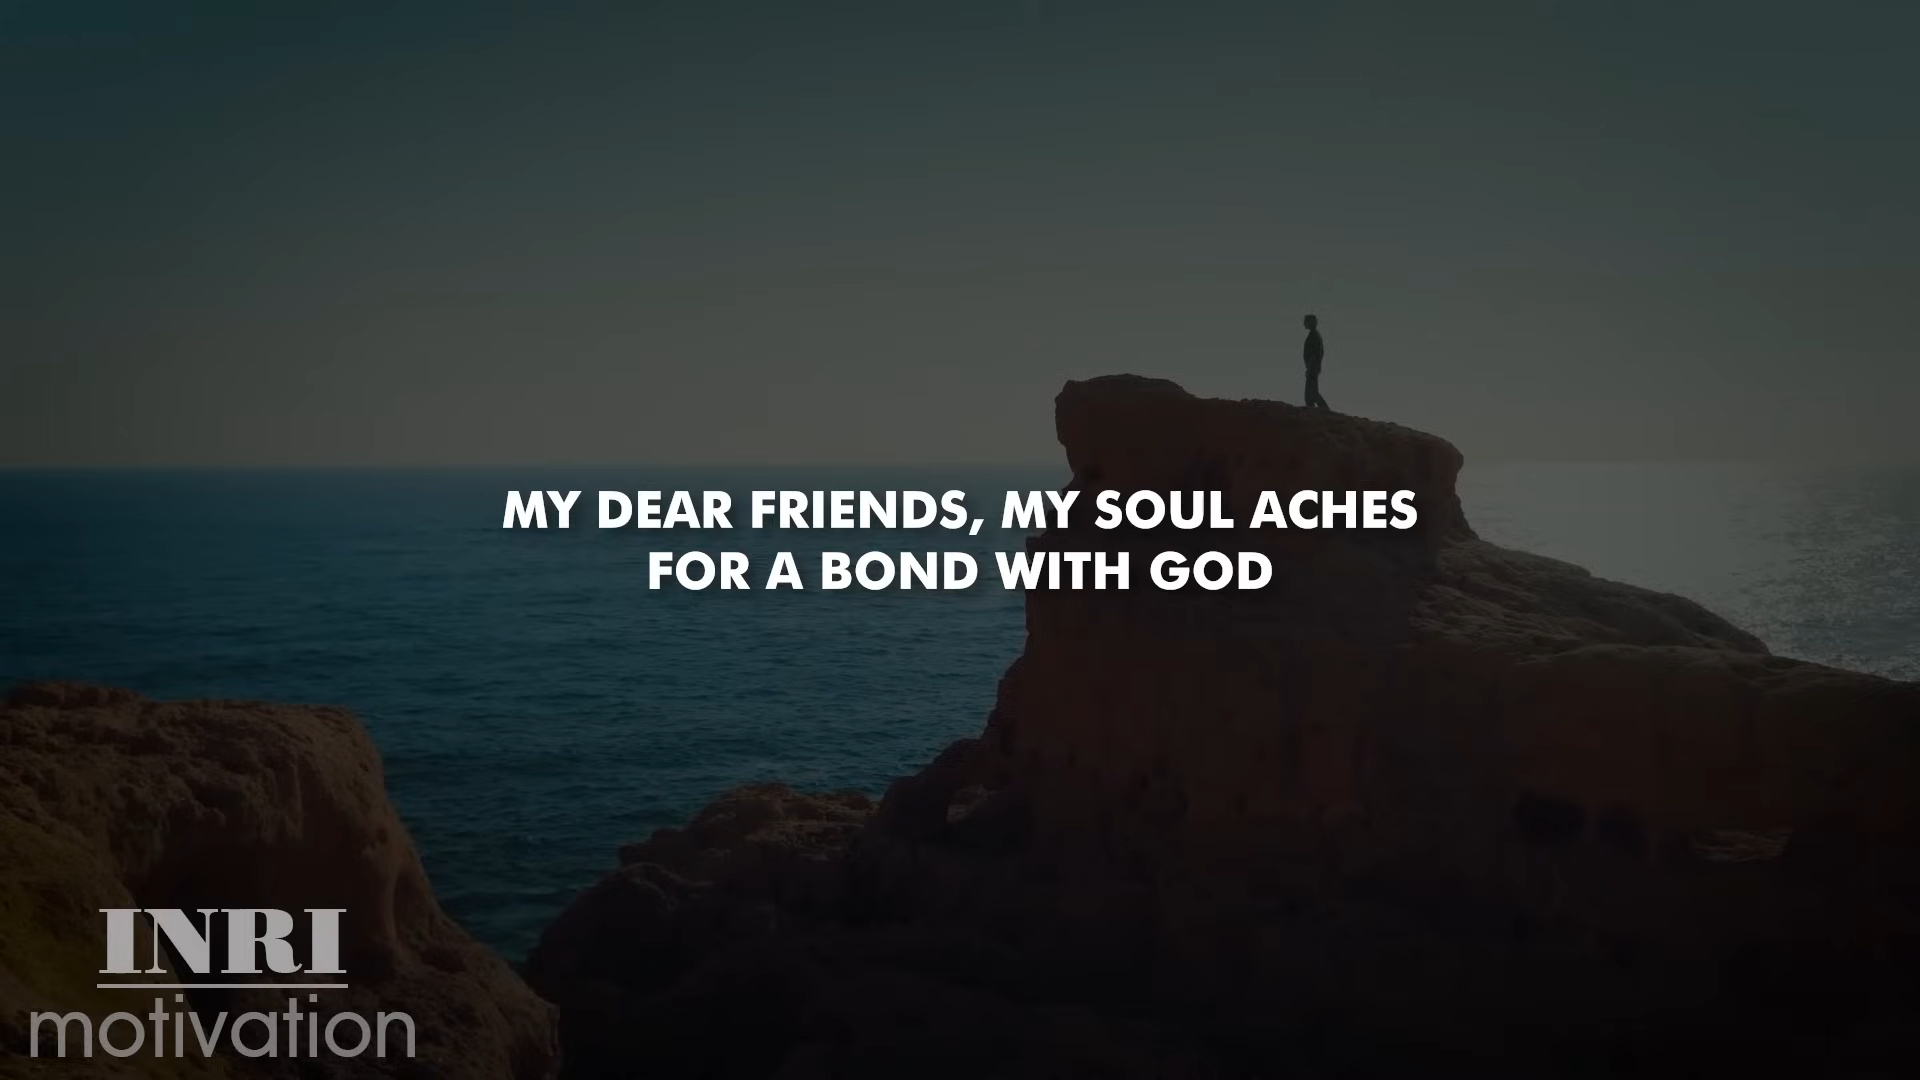 MY DEAR FRIENDS, MY SOUL ACHES
FOR A BOND WITH GOD
INRI
motivation